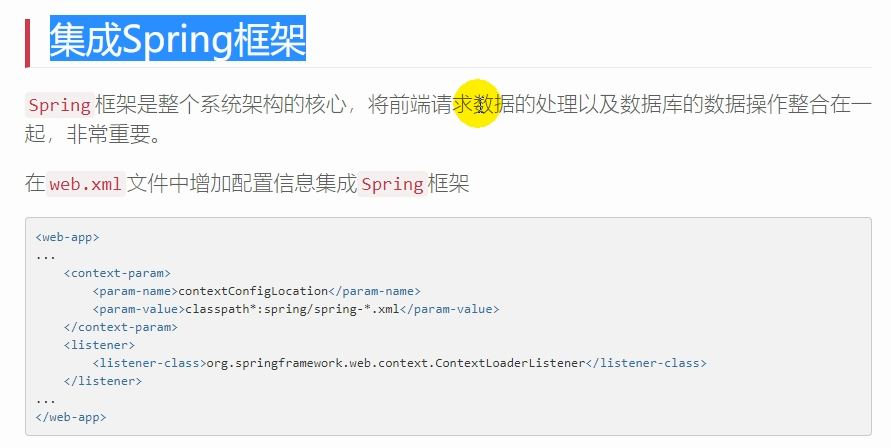 集成Spring框架
Spring框架是整个系统架构的核心，将前端请求数据的处理以及数据库的数据操作整合在一
起，非常重要。
在web.xml文件中增加配置信息集成Spring框架
<web-app>
...
    <context-param>
        <param-name>contextConfigLocation</param-name>
        <param-value>classpath*:spring/spring-*.xml</param-value>
    </context-param>
    <listener>
        <listener-class>org.springframework.web.context.ContextLoaderListener</listener-class>
    </listener>
...
</web-app>